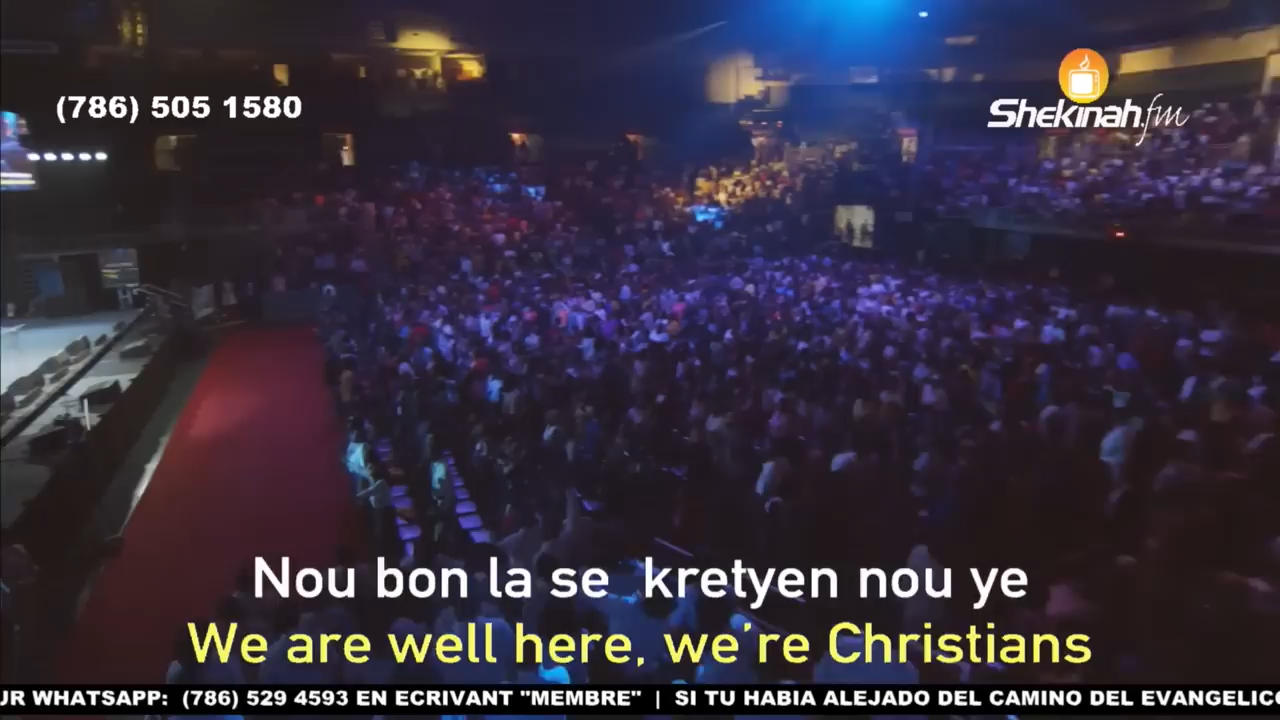 (786) 505 1580
Shekinah.fm
Nou bon la se kretyen nou ye
We are well here, we're Christians
UR WHATSAPP: (786) 529 4593 EN ECRIVANT "MEMBRE" | SI TU HABIA ALEJADO DEL CAMINO DEL EVANGELICO